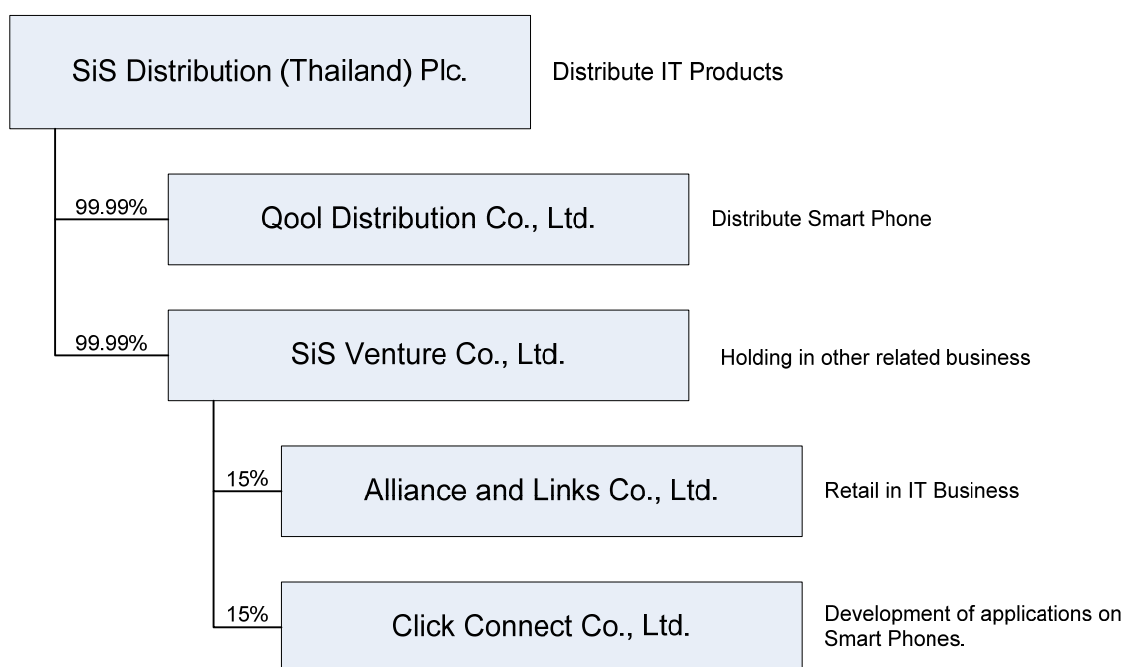 SiS Distribution (Thailand) Plc.
Distribute IT Products
99.99%
Qool Distribution Co., Ltd.
Distribute Smart Phone
99.99%
SiS Venture Co., Ltd.
Holding in other related business
15%
Alliance and Links Co., Ltd.
Retail in IT Business
15%
Click Connect Co., Ltd.
Development of applications on
Smart Phones.